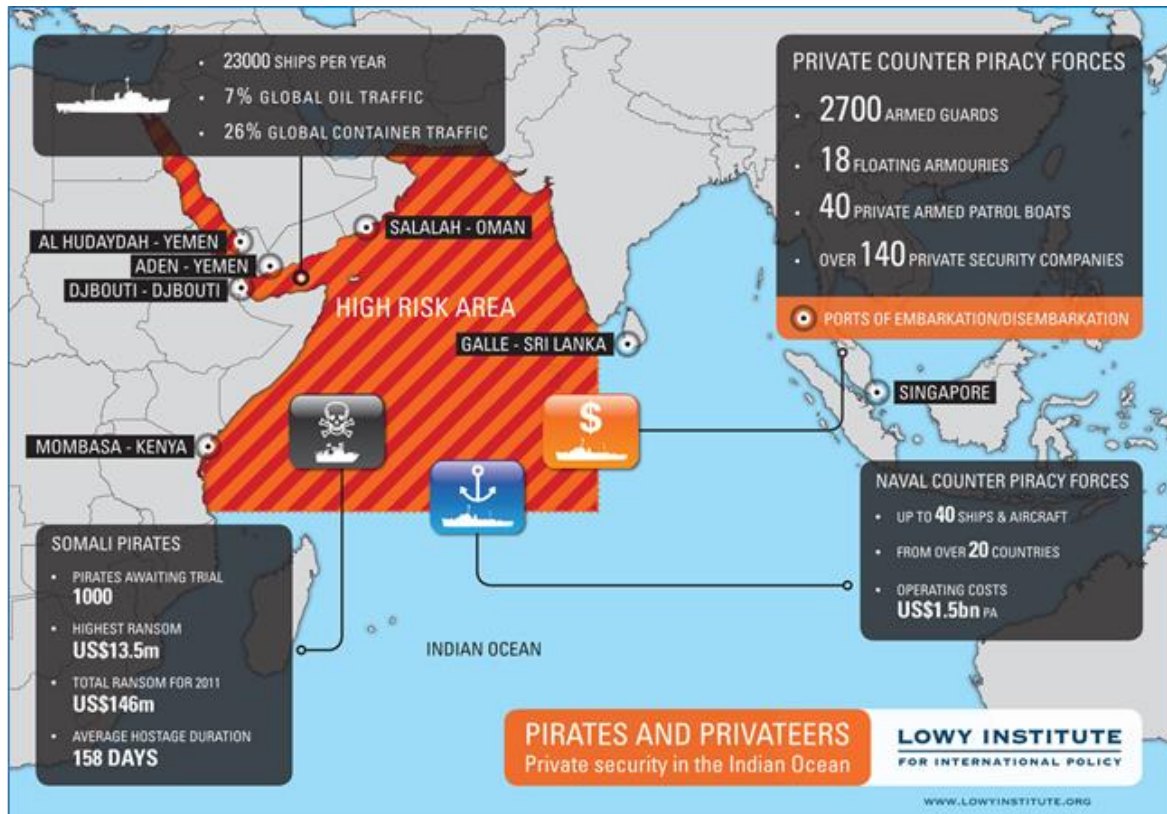 • 23000 SHIPS PER YEAR
• 7% GLOBAL OIL TRAFFIC
• 26% GLOBAL CONTAINER TRAFFIC
PRIVATE COUNTER PIRACY FORCES
• 2700 ARMED GUARDS
• 18 FLOATING ARMOURIES
• 40 PRIVATE ARMED PATROL BOATS
• OVER 140 PRIVATE SECURITY COMPANIES
PORTS OF EMBARKATION/DISEMBARKATION
AL HUDAYDAH - YEMEN
ADEN - YEMEN
DJBOUTI - DJBOUTI
SALALAH - OMAN
HIGH RISK AREA
GALLE - SRI LANKA
SINGAPORE
MOMBASA - KENYA
$
SOMALI PIRATES
• PIRATES AWAITING TRIAL
1000
• HIGHEST RANSOM
US$13.5m
• TOTAL RANSOM FOR 2011
US$146m
• AVERAGE HOSTAGE DURATION
158 DAYS
NAVAL COUNTER PIRACY FORCES
• UP TO 40 SHIPS & AIRCRAFT
• FROM OVER 20 COUNTRIES
• OPERATING COSTS
US$1.5bn PA
INDIAN OCEAN
PIRATES AND PRIVATEERS
Private security in the Indian Ocean
LOWY INSTITUTE
FOR INTERNATIONAL POLICY
WWW.LOWYINSTITUTE.ORG